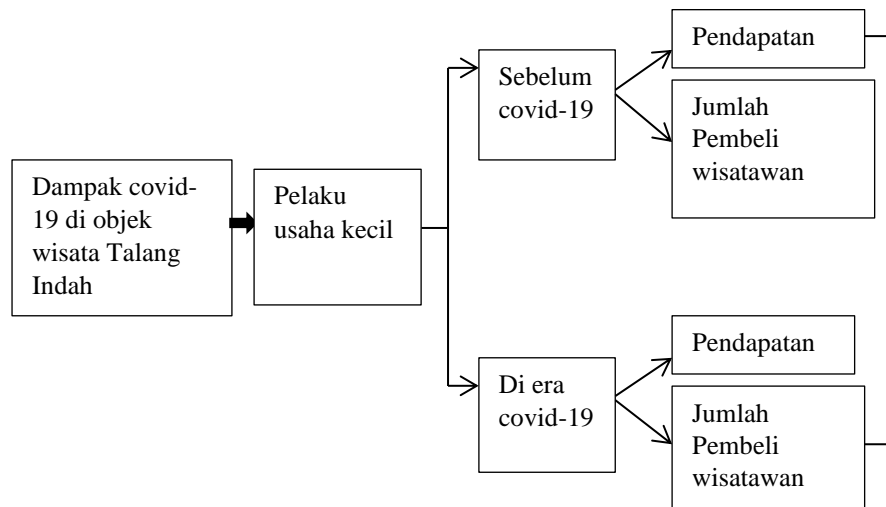 Dampak covid-
19 di objek
wisata Talang
Indah
Pelaku
usaha kecil
Sebelum
covid-19
Pendapatan
Jumlah
Pembeli
wisatawan
Di era
covid-19
Pendapatan
Jumlah
Pembeli
wisatawan